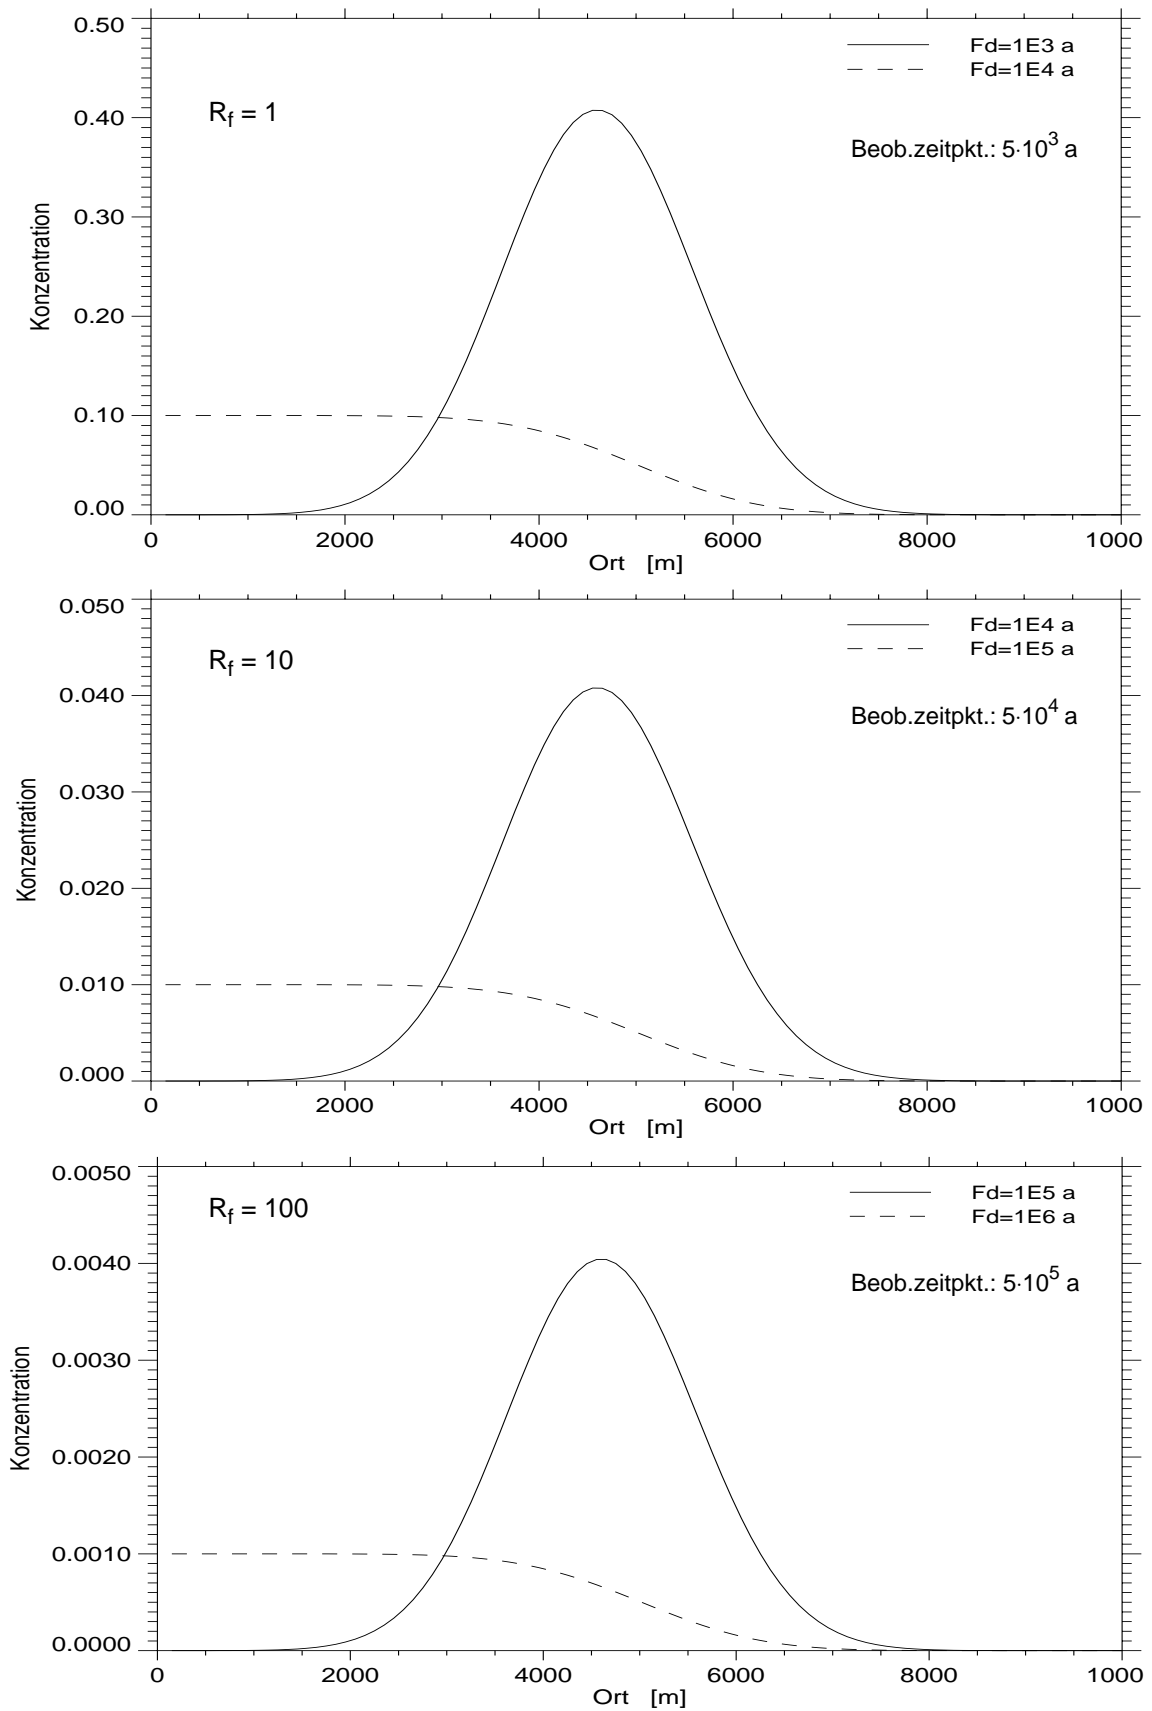 0.50
Fd=1E3 a
Fd=1E4 a
R_f = 1
0.40
Beob.zeitpkt.: 5·10^3 a
0.30
Konzentration
0.20
0.10
0.00
0 2000 4000 6000 8000 1000
Ort [m]
0.050
Fd=1E4 a
Fd=1E5 a
R_f = 10
0.040
Beob.zeitpkt.: 5·10^4 a
0.030
Konzentration
0.020
0.010
0.000
0 2000 4000 6000 8000 1000
Ort [m]
0.0050
Fd=1E5 a
Fd=1E6 a
R_f = 100
0.0040
Beob.zeitpkt.: 5·10^5 a
0.0030
Konzentration
0.0020
0.0010
0.0000
0 2000 4000 6000 8000 1000
Ort [m]